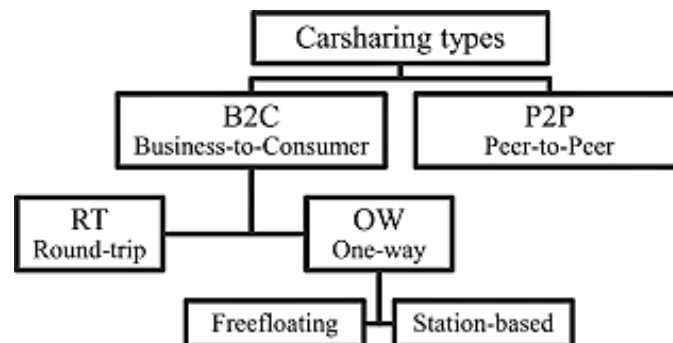 Carsharing types
B2C
Business-to-Consumer
P2P
Peer-to-Peer
RT
Round-trip
OW
One-way
Freefloating
Station-based